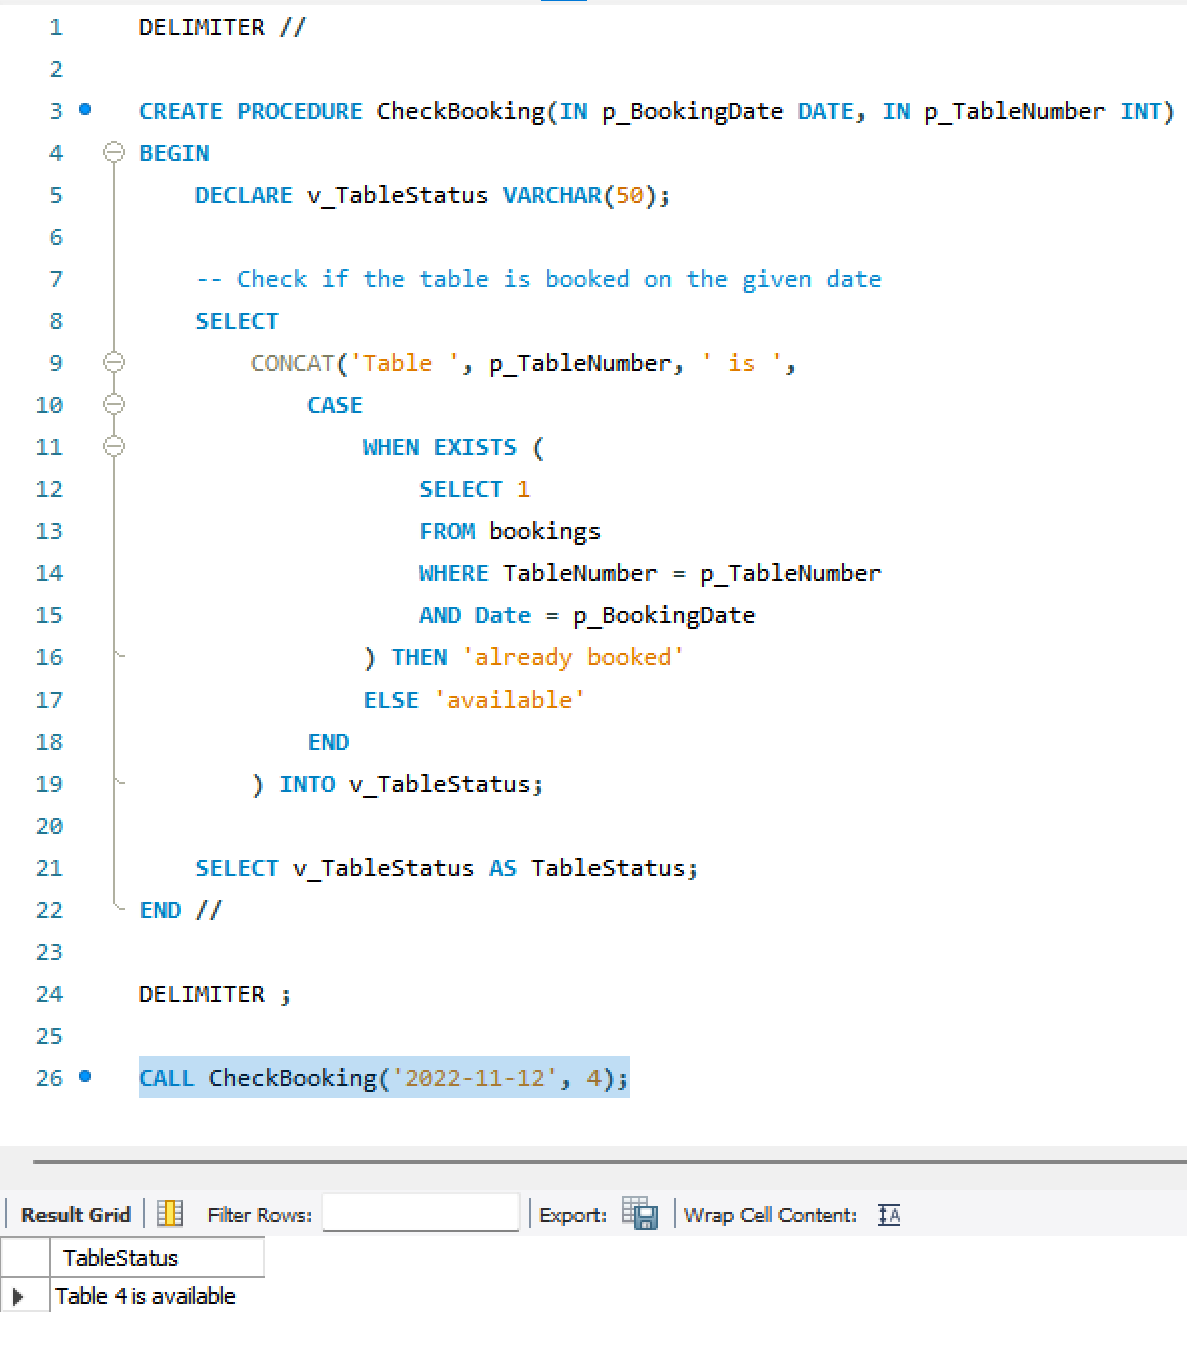 1 DELIMITER //
2
3 CREATE PROCEDURE CheckBooking(IN p_BookingDate DATE, IN p_TableNumber INT)
4 BEGIN
5 DECLARE v_TableStatus VARCHAR(50);
6
7 -- Check if the table is booked on the given date
8 SELECT
9 CONCAT('Table ', p_TableNumber, ' is ',
10 CASE
11 WHEN EXISTS (
12 SELECT 1
13 FROM bookings
14 WHERE TableNumber = p_TableNumber
15 AND Date = p_BookingDate
16 ) THEN 'already booked'
17 ELSE 'available'
18 END
19 ) INTO v_TableStatus;
20
21 SELECT v_TableStatus AS TableStatus;
22 END //
23
24 DELIMITER ;
25
26 CALL CheckBooking('2022-11-12', 4);
Result Grid Filter Rows: Export: Wrap Cell Content: IA
TableStatus
Table 4 is available